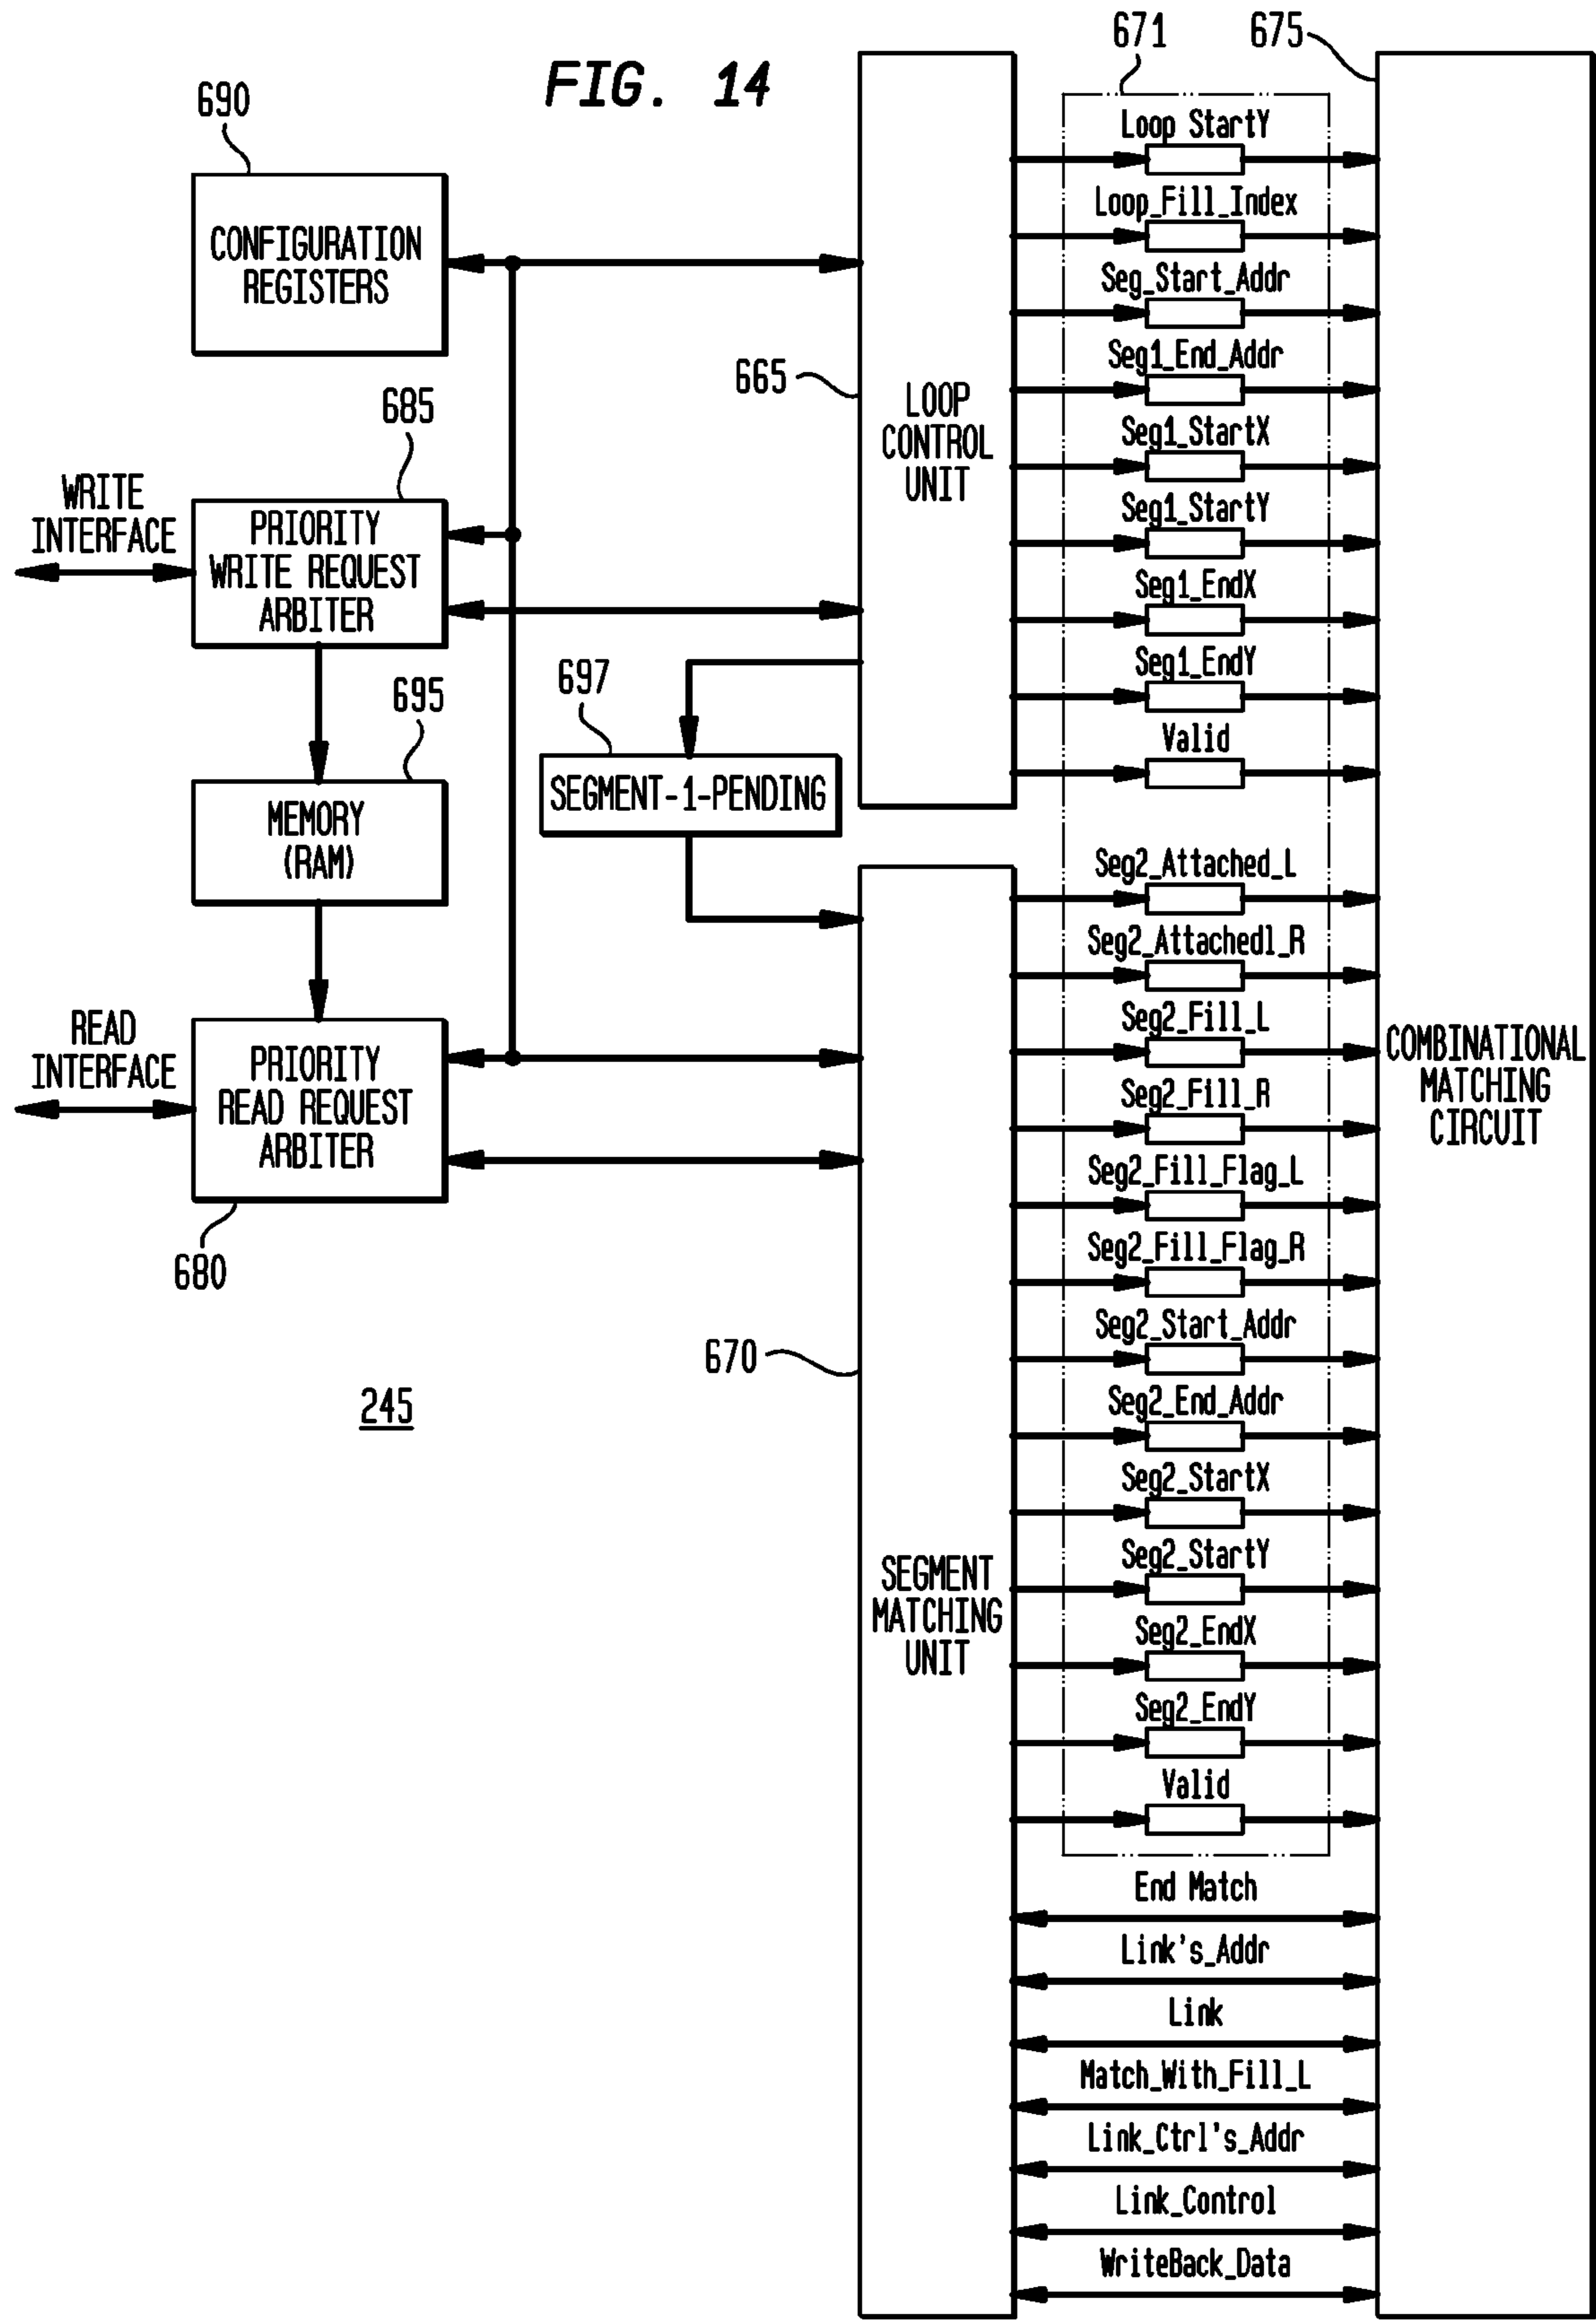 FIG. 14
690
CONFIGURATION
REGISTERS
685
WRITE
INTERFACE
PRIORITY
WRITE REQUEST
ARBITER
695
MEMORY
(RAM)
697
SEGMENT-1-PENDING
READ
INTERFACE
PRIORITY
READ REQUEST
ARBITER
680
245
665
LOOP
CONTROL
UNIT
670
SEGMENT
MATCHING
UNIT
671
Loop StartY
Loop_Fill_Index
Seg_Start_Addr
Seg1_End_Addr
Seg1_StartX
Seg1_StartY
Seg1_EndX
Seg1_EndY
Valid
Seg2_Attached_L
Seg2_Attachedl_R
Seg2_Fill_L
Seg2_Fill_R
Seg2_Fill_Flag_L
Seg2_Fill_Flag_R
Seg2_Start_Addr
Seg2_End_Addr
Seg2_StartX
Seg2_StartY
Seg2_EndX
Seg2_EndY
Valid
End Match
Link's_Addr
Link
Match_With_Fill_L
Link_Ctrl's_Addr
Link_Control
WriteBack_Data
675
COMBINATIONAL
MATCHING
CIRCUIT